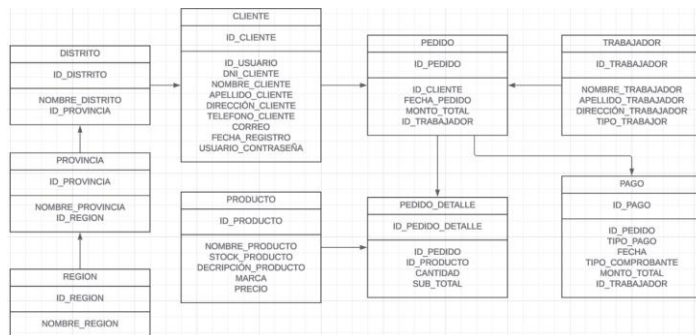 CLIENTE
ID_CLIENTE
ID_USUARIO
DNI_CLIENTE
NOMBRE_CLIENTE
APELLIDO_CLIENTE
DIRECCIÓN_CLIENTE
TELEFONO_CLIENTE
CORREO
FECHA_REGISTRO
USUARIO_CONTRASEÑA
DISTRITO
ID_DISTRITO
NOMBRE_DISTRITO
ID_PROVINCIA
PEDIDO
ID_PEDIDO
ID_CLIENTE
FECHA_PEDIDO
MONTO_TOTAL
ID_TRABAJADOR
TRABAJADOR
ID_TRABAJADOR
NOMBRE_TRABAJADOR
APELLIDO_TRABAJADOR
DIRECCIÓN_TRABAJADOR
TIPO_TRABAJOR
PROVINCIA
ID_PROVINCIA
NOMBRE_PROVINCIA
ID_REGION
PRODUCTO
ID_PRODUCTO
NOMBRE_PRODUCTO
STOCK_PRODUCTO
DECRIPCIÓN_PRODUCTO
MARCA
PRECIO
PEDIDO_DETALLE
ID_PEDIDO_DETALLE
ID_PEDIDO
ID_PRODUCTO
CANTIDAD
SUB_TOTAL
PAGO
ID_PAGO
ID_PEDIDO
TIPO_PAGO
FECHA
TIPO_COMPROBANTE
MONTO_TOTAL
ID_TRABAJADOR
REGION
ID_REGION
NOMBRE_REGION